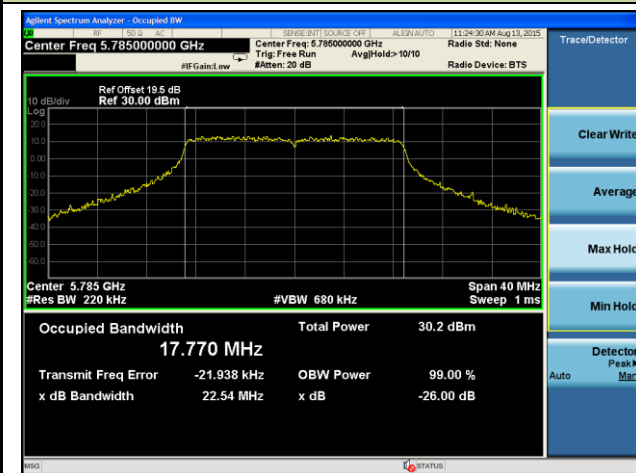 Agilent Spectrum Analyzer - Occupied BW
RF 50 Ω AC SENSE:INT SOURCE OFF ALIGN AUTO 11:24:30 AM Aug 13, 2015
Center Freq 5.785000000 GHz
Center Freq: 5.785000000 GHz
Radio Std: None
Trig: Free Run Avg|Hold:>10/10
#IFGain:Low #Atten: 20 dB Radio Device: BTS
Trace/Detector
Ref Offset 19.5 dB
10 dB/div Ref 30.00 dBm
Log
20.0
10.0
0.00
-10.0
-20.0
-30.0
-40.0
-50.0
-60.0
Center 5.785 GHz Span 40 MHz
#Res BW 220 kHz #VBW 680 kHz Sweep 1 ms
Occupied Bandwidth Total Power 30.2 dBm
17.770 MHz
Transmit Freq Error -21.938 kHz OBW Power 99.00 %
x dB Bandwidth 22.54 MHz x dB -26.00 dB
Clear Write
Average
Max Hold
Min Hold
Detector
Peak
Auto Man
MSG STATUS